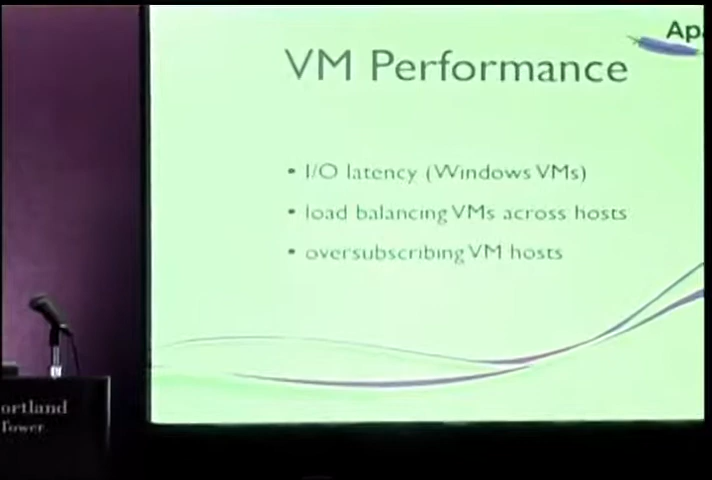 Apa
VM Performance
• I/O latency (Windows VMs)
• load balancing VMs across hosts
• oversubscribing VM hosts
ortland
Tower